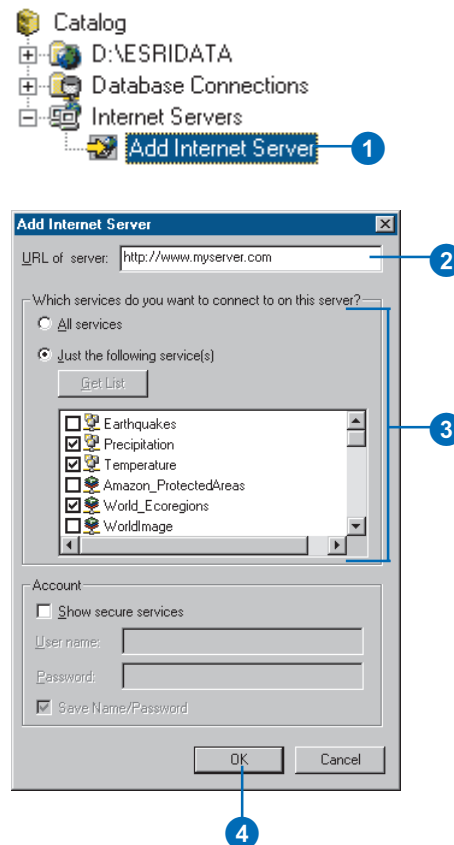 Catalog
D:\ESRIDATA
Database Connections
Internet Servers
Add Internet Server
1
Add Internet Server
URL of server: http://www.myserver.com
2
Which services do you want to connect to on this server?
All services
Just the following service(s)
Get List
Earthquakes
3
Precipitation
Temperature
Amazon_ProtectedAreas
World_Ecoregions
WorldImage
Account
Show secure services
User name:
Password:
Save Name/Password
OK Cancel
4